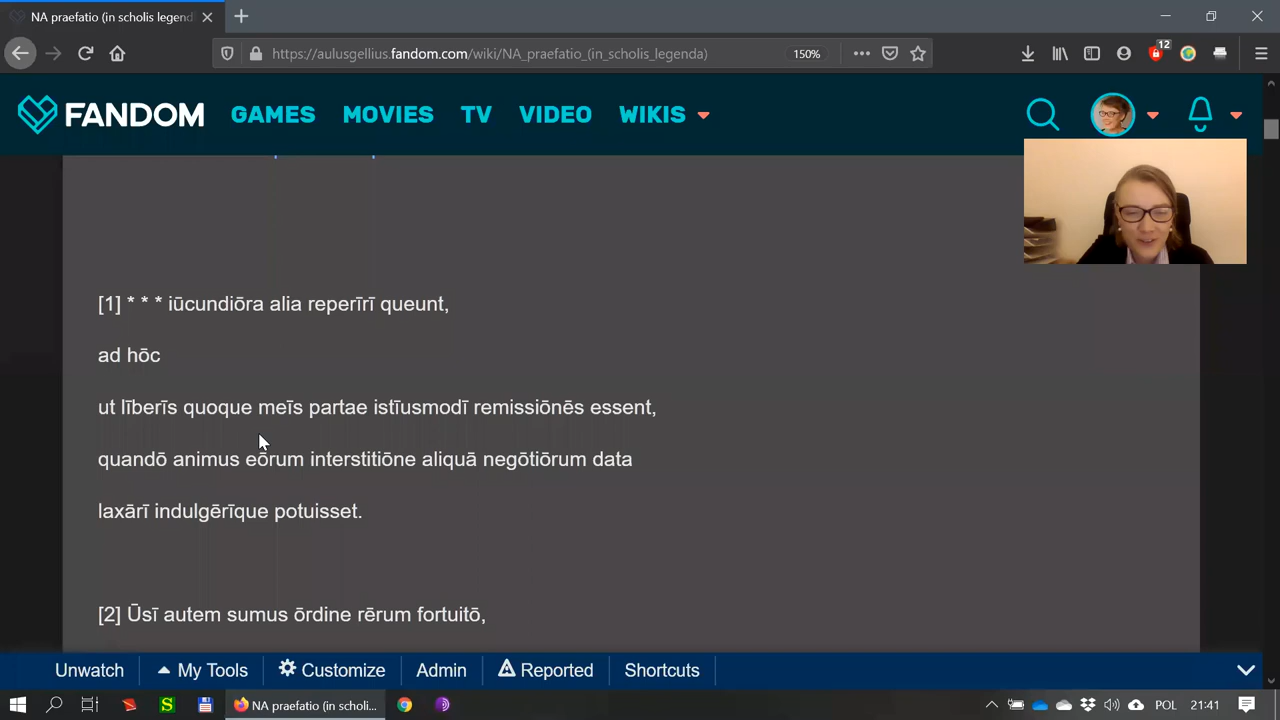 NA praefatio (in scholis legend
https://aulusgellius.fandom.com/wiki/NA_praefatio_(in_scholis_legenda)
150%
12
FANDOM
GAMES
MOVIES
TV
VIDEO
WIKIS
[1] * * * iūcundiōra alia reperīrī queunt,
ad hōc
ut līberīs quoque meīs partae istīusmodī remissiōnēs essent,
quandō animus eōrum interstitiōne aliquā negōtiōrum data
laxārī indulgērīque potuisset.
[2] Ūsī autem sumus ōrdine rērum fortuitō,
Unwatch
My Tools
Customize
Admin
Reported
Shortcuts
NA praefatio (in scholi...
POL
21:41